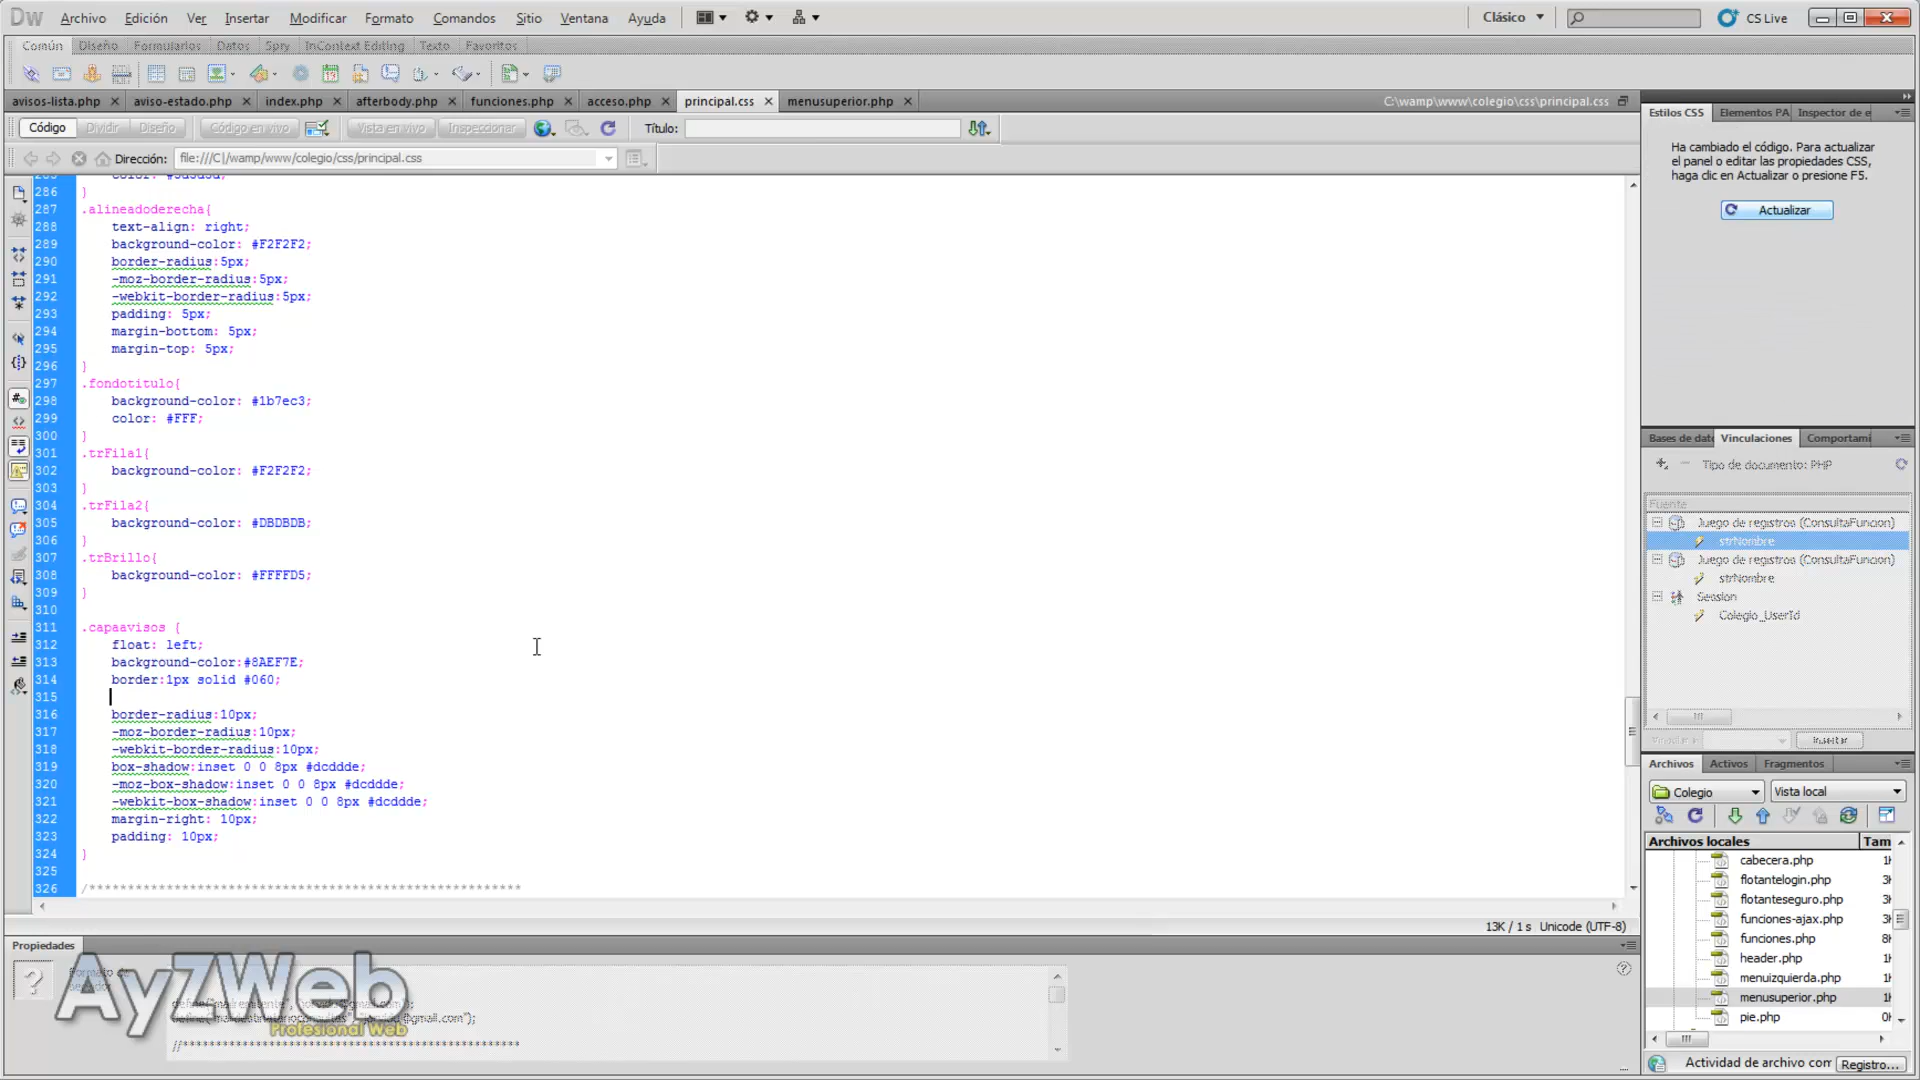 Dw Archivo Edición Ver Insertar Modificar Formato Comandos Sitio Ventana Ayuda Clásico CS Live
Común Diseño Formularios Datos Spry InContext Editing Texto Favoritos
avisos-lista.php aviso-estado.php index.php afterbody.php funciones.php acceso.php principal.css menusuperior.php C:\wamp\www\colegio\css\principal.css
Código Dividir Diseño Código en vivo Vista en vivo Inspeccionar Título:
Dirección: file:///C|/wamp/www/colegio/css/principal.css
286 }
287 .alineadoderecha{
288 text-align: right;
289 background-color: #F2F2F2;
290 border-radius:5px;
291 -moz-border-radius:5px;
292 -webkit-border-radius:5px;
293 padding: 5px;
294 margin-bottom: 5px;
295 margin-top: 5px;
296 }
297 .fondotitulo{
298 background-color: #1b7ec3;
299 color: #FFF;
300 }
301 .trFila1{
302 background-color: #F2F2F2;
303 }
304 .trFila2{
305 background-color: #DBDBDB;
306 }
307 .trBrillo{
308 background-color: #FFFFD5;
309 }
310
311 .capaavisos {
312 float: left;
313 background-color:#8AEF7E;
314 border:1px solid #060;
315
316 border-radius:10px;
317 -moz-border-radius:10px;
318 -webkit-border-radius:10px;
319 box-shadow:inset 0 0 8px #dcddde;
320 -moz-box-shadow:inset 0 0 8px #dcddde;
321 -webkit-box-shadow:inset 0 0 8px #dcddde;
322 margin-right: 10px;
323 padding: 10px;
324 }
325
326 /********************************************************
13K / 1 s Unicode (UTF-8)
Propiedades
AyZWeb
Profesional Web
//****************************************************
Estilos CSS Elementos PA Inspector de e
Ha cambiado el código. Para actualizar
el panel o editar las propiedades CSS,
haga clic en Actualizar o presione F5.
Actualizar
Bases de dato Vinculaciones Comportami
Tipo de documento: PHP
Fuente
Juego de registros (ConsultaFuncion)
strNombre
Juego de registros (ConsultaFuncion)
strNombre
Session
Colegio_UserId
Insertar
Archivos Activos Fragmentos
Colegio Vista local
Archivos locales Tam
cabecera.php 1K
flotantelogin.php 3K
flotanteseguro.php 3K
funciones-ajax.php 3K
funciones.php 8K
header.php 1K
menuizquierda.php 1K
menusuperior.php 1K
pie.php 0K
Actividad de archivo com Registro...